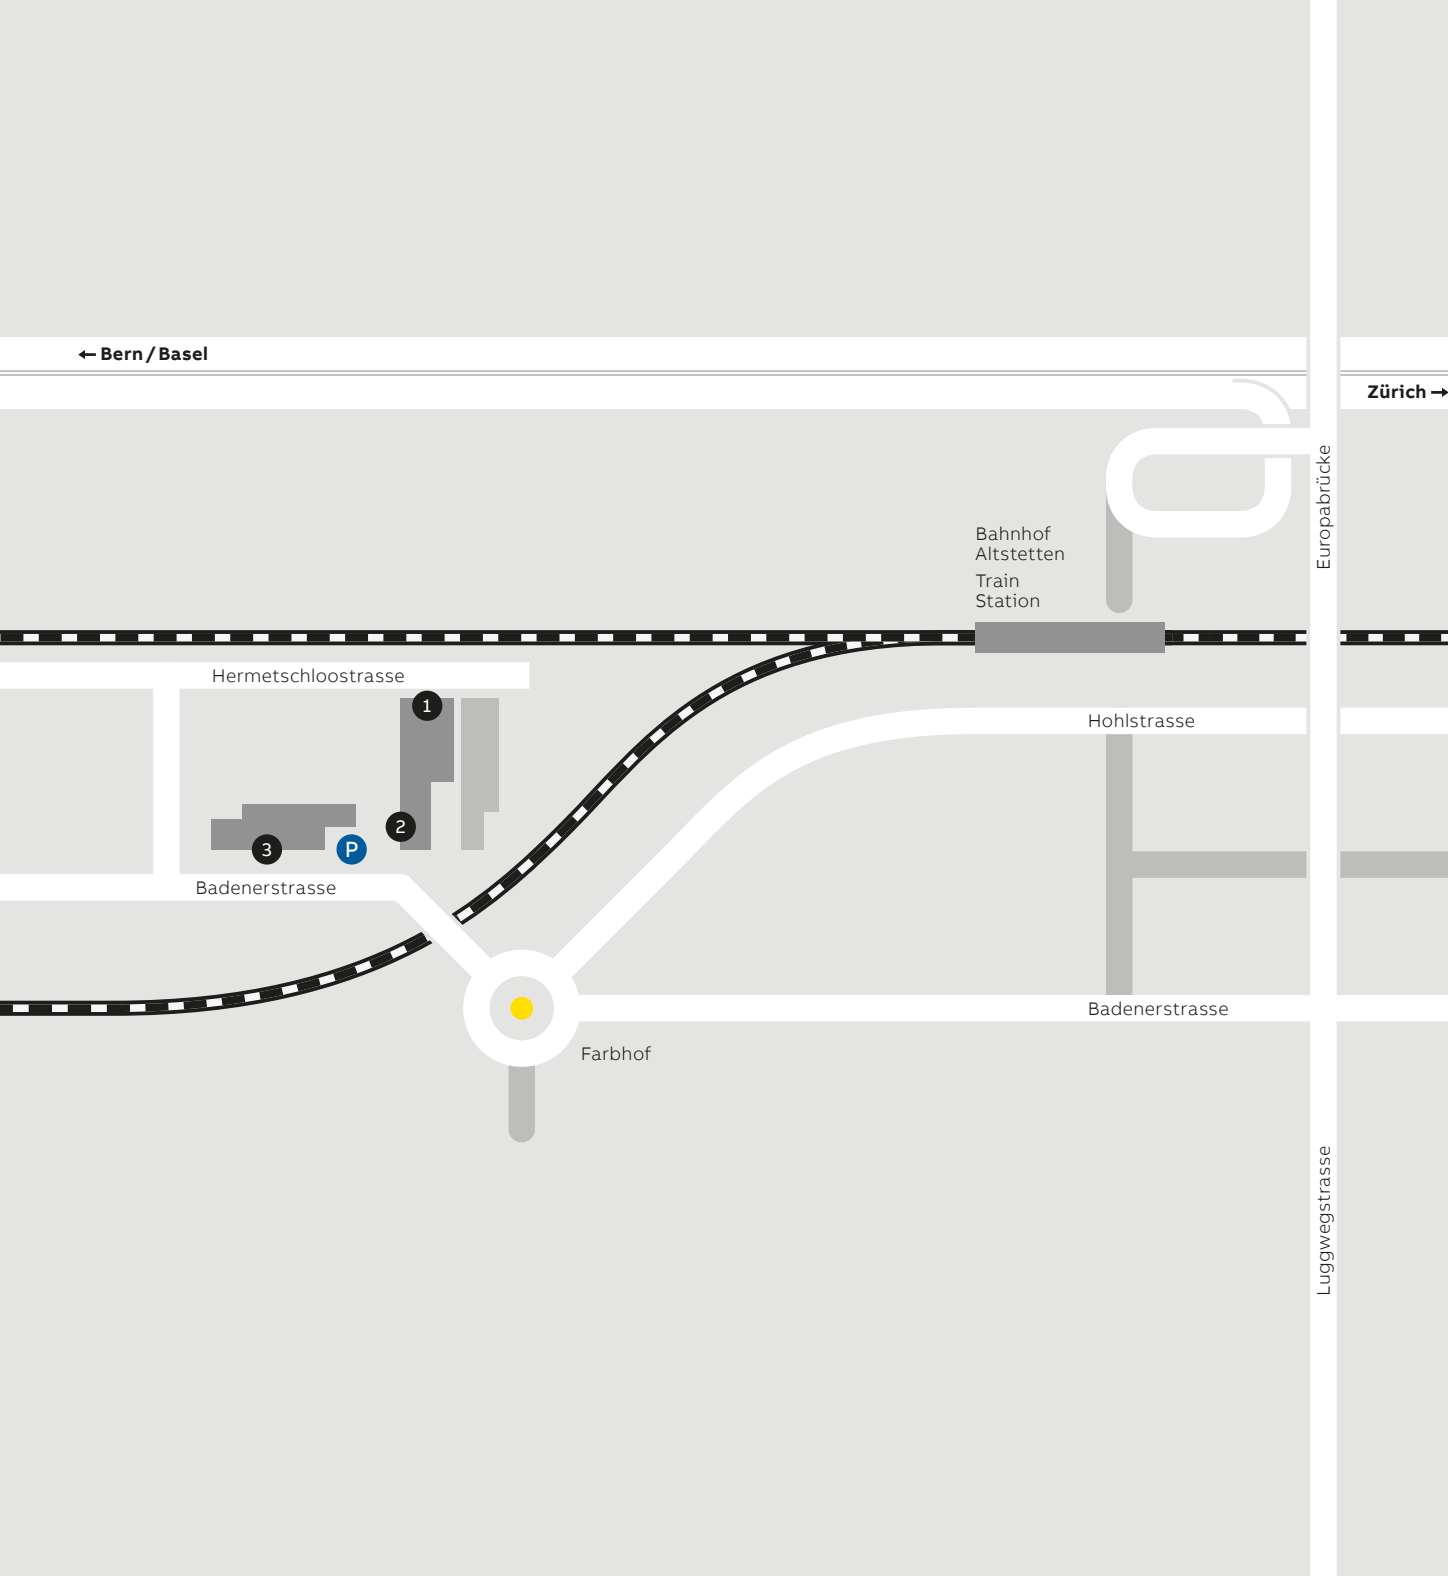 ← Bern / Basel
Zürich →
Europabrücke
Bahnhof
Altstetten
Train
Station
Hermetschloostrasse
1
Hohlstrasse
2
3
P
Badenerstrasse
Badenerstrasse
Farbhof
Luggwegstrasse